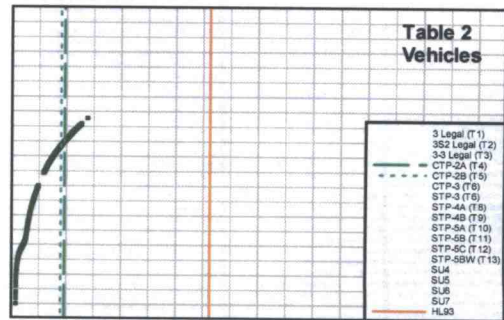 Table 2
Vehicles
3 Legal (T1)
3S2 Legal (T2)
3-3 Legal (T3)
CTP-2A (T4)
CTP-2B (T5)
CTP-3 (T6)
STP-3 (T6)
STP-4A (T8)
STP-4B (T9)
STP-5A (T10)
STP-5B (T11)
STP-5C (T12)
STP-5BW (T13)
SU4
SU5
SU6
SU7
HL93